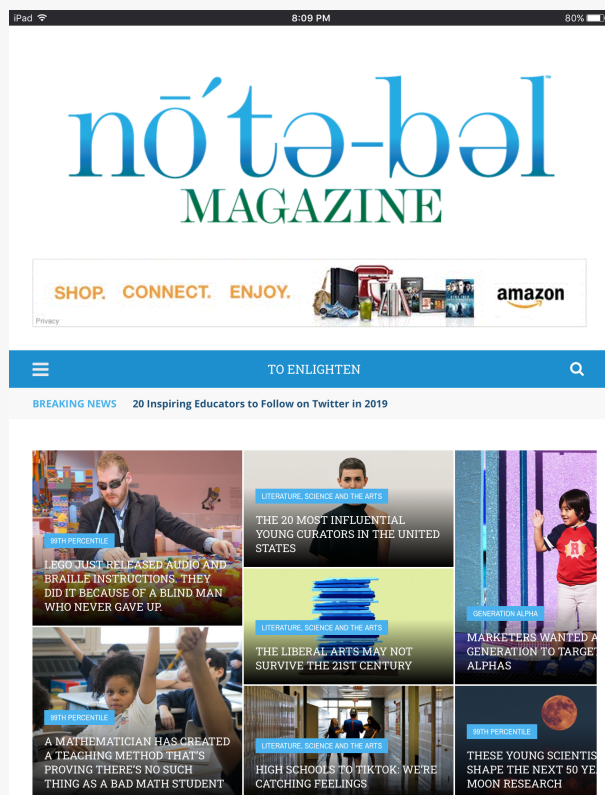 iPad 8:09 PM 80%
nō′tə-bəl
MAGAZINE
SHOP. CONNECT. ENJOY. amazon
Privacy
TO ENLIGHTEN
BREAKING NEWS 20 Inspiring Educators to Follow on Twitter in 2019
99TH PERCENTILE
LEGO JUST RELEASED AUDIO AND
BRAILLE INSTRUCTIONS. THEY
DID IT BECAUSE OF A BLIND MAN
WHO NEVER GAVE UP.
LITERATURE, SCIENCE AND THE ARTS
THE 20 MOST INFLUENTIAL
YOUNG CURATORS IN THE UNITED
STATES
LITERATURE, SCIENCE AND THE ARTS
THE LIBERAL ARTS MAY NOT
SURVIVE THE 21ST CENTURY
GENERATION ALPHA
MARKETERS WANTED A
GENERATION TO TARGET
ALPHAS
99TH PERCENTILE
A MATHEMATICIAN HAS CREATED
A TEACHING METHOD THAT'S
PROVING THERE'S NO SUCH
THING AS A BAD MATH STUDENT
LITERATURE, SCIENCE AND THE ARTS
HIGH SCHOOLS TO TIKTOK: WE'RE
CATCHING FEELINGS
99TH PERCENTILE
THESE YOUNG SCIENTIS
SHAPE THE NEXT 50 YEA
MOON RESEARCH